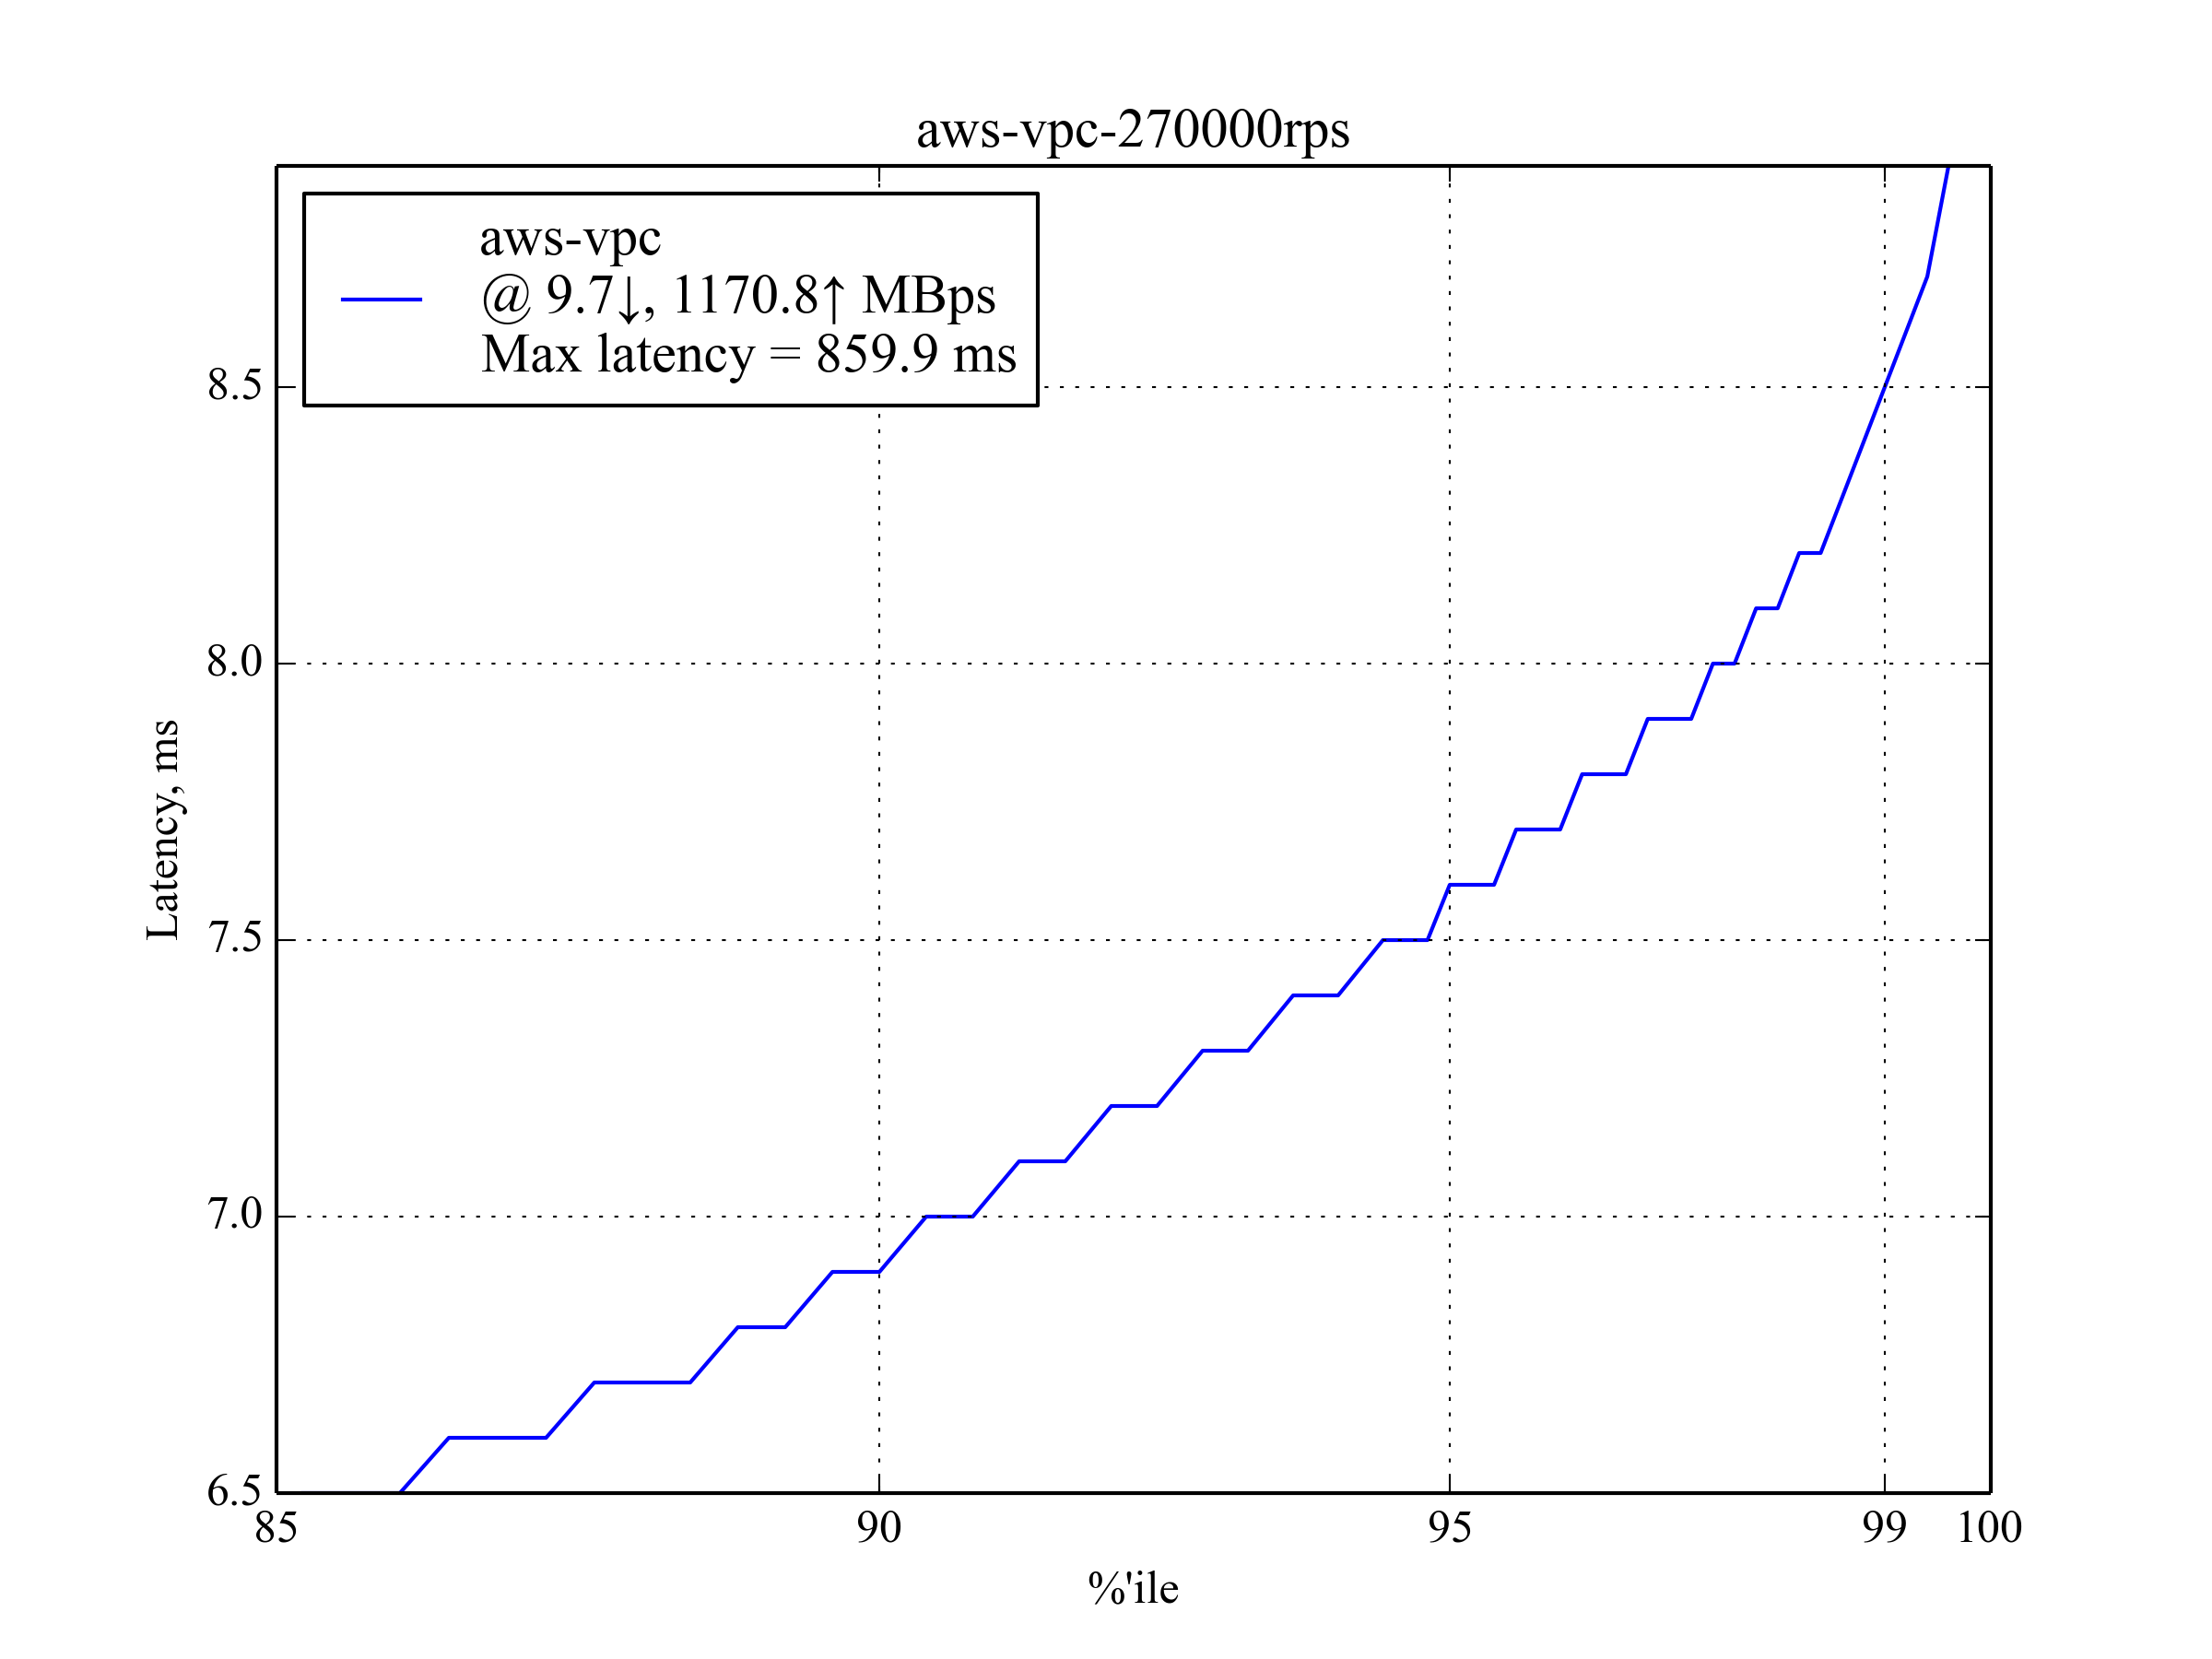 aws-vpc-270000rps
aws-vpc
@ 9.7↓, 1170.8↑ MBps
Max latency = 859.9 ms
8.5
8.0
7.5
7.0
6.5
Latency, ms
85 90 95 99 100
%'ile